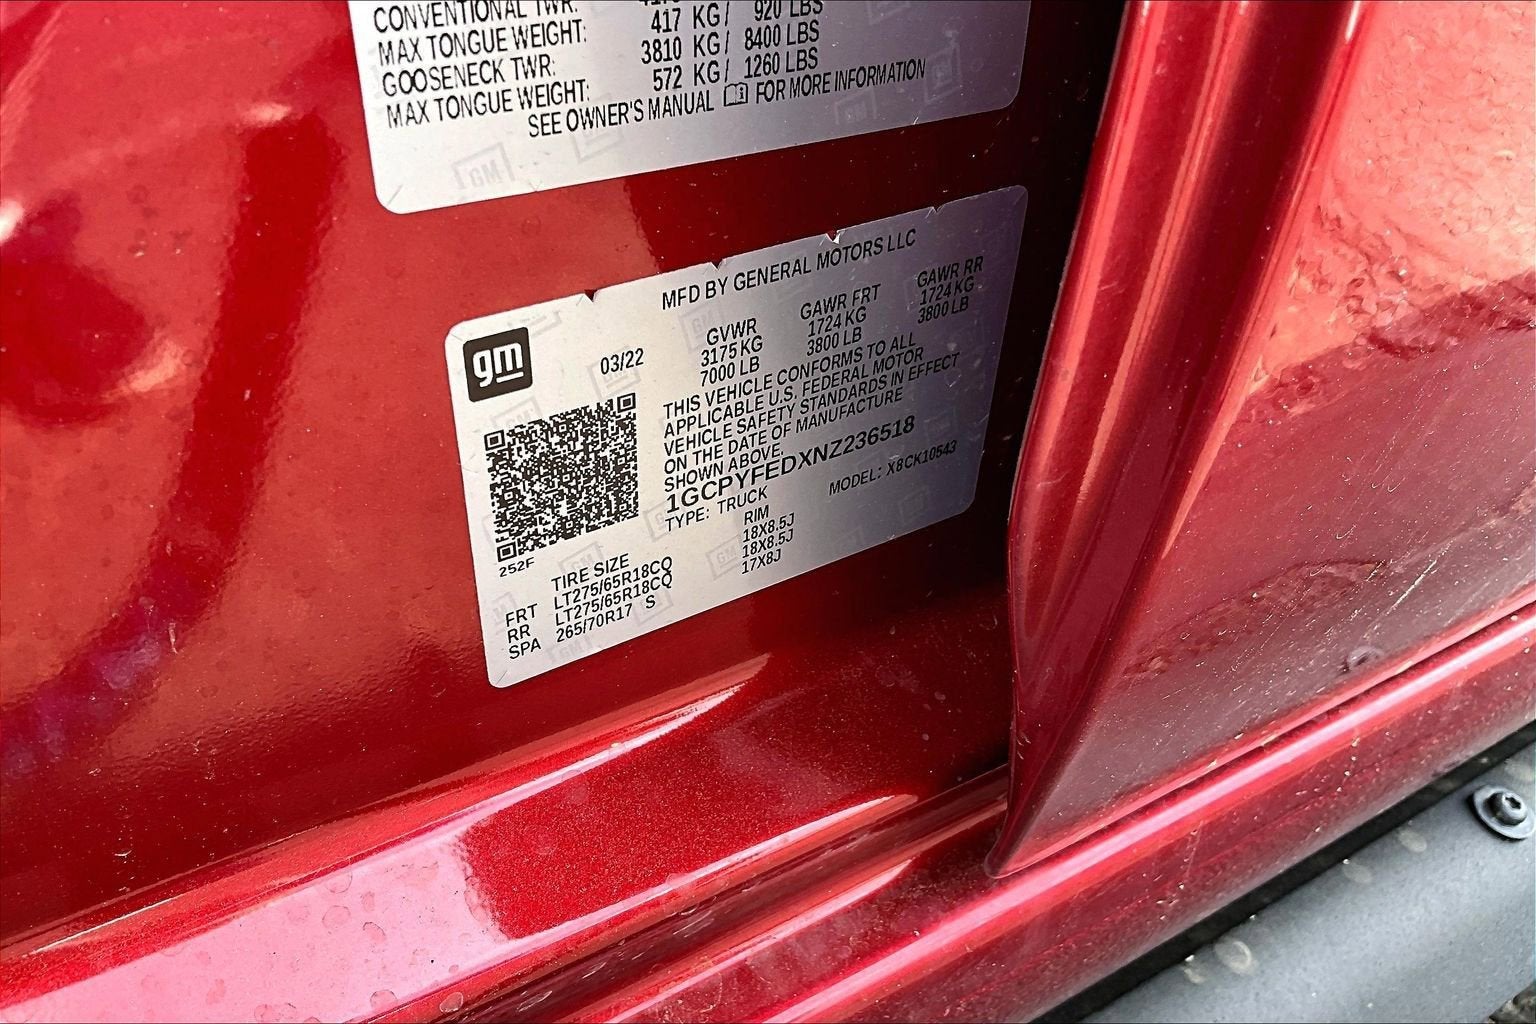 CONVENTIONAL TWR:
MAX TONGUE WEIGHT: 417 KG/ 920 LBS
GOOSENECK TWR: 3810 KG/ 8400 LBS
MAX TONGUE WEIGHT: 572 KG/ 1260 LBS
SEE OWNER'S MANUAL FOR MORE INFORMATION
GM
MFD BY GENERAL MOTORS LLC
gm
03/22
GVWR GAWR FRT GAWR RR
3175 KG 1724 KG 1724 KG
7000 LB 3800 LB 3800 LB
THIS VEHICLE CONFORMS TO ALL
APPLICABLE U.S. FEDERAL MOTOR
VEHICLE SAFETY STANDARDS IN EFFECT
ON THE DATE OF MANUFACTURE
SHOWN ABOVE.
1GCPYFEDXNZ236518
TYPE: TRUCK MODEL: X8CK10543
252F
TIRE SIZE RIM
FRT LT275/65R18CQ 18X8.5J
RR LT275/65R18CQ 18X8.5J
SPA 265/70R17 S 17X8J